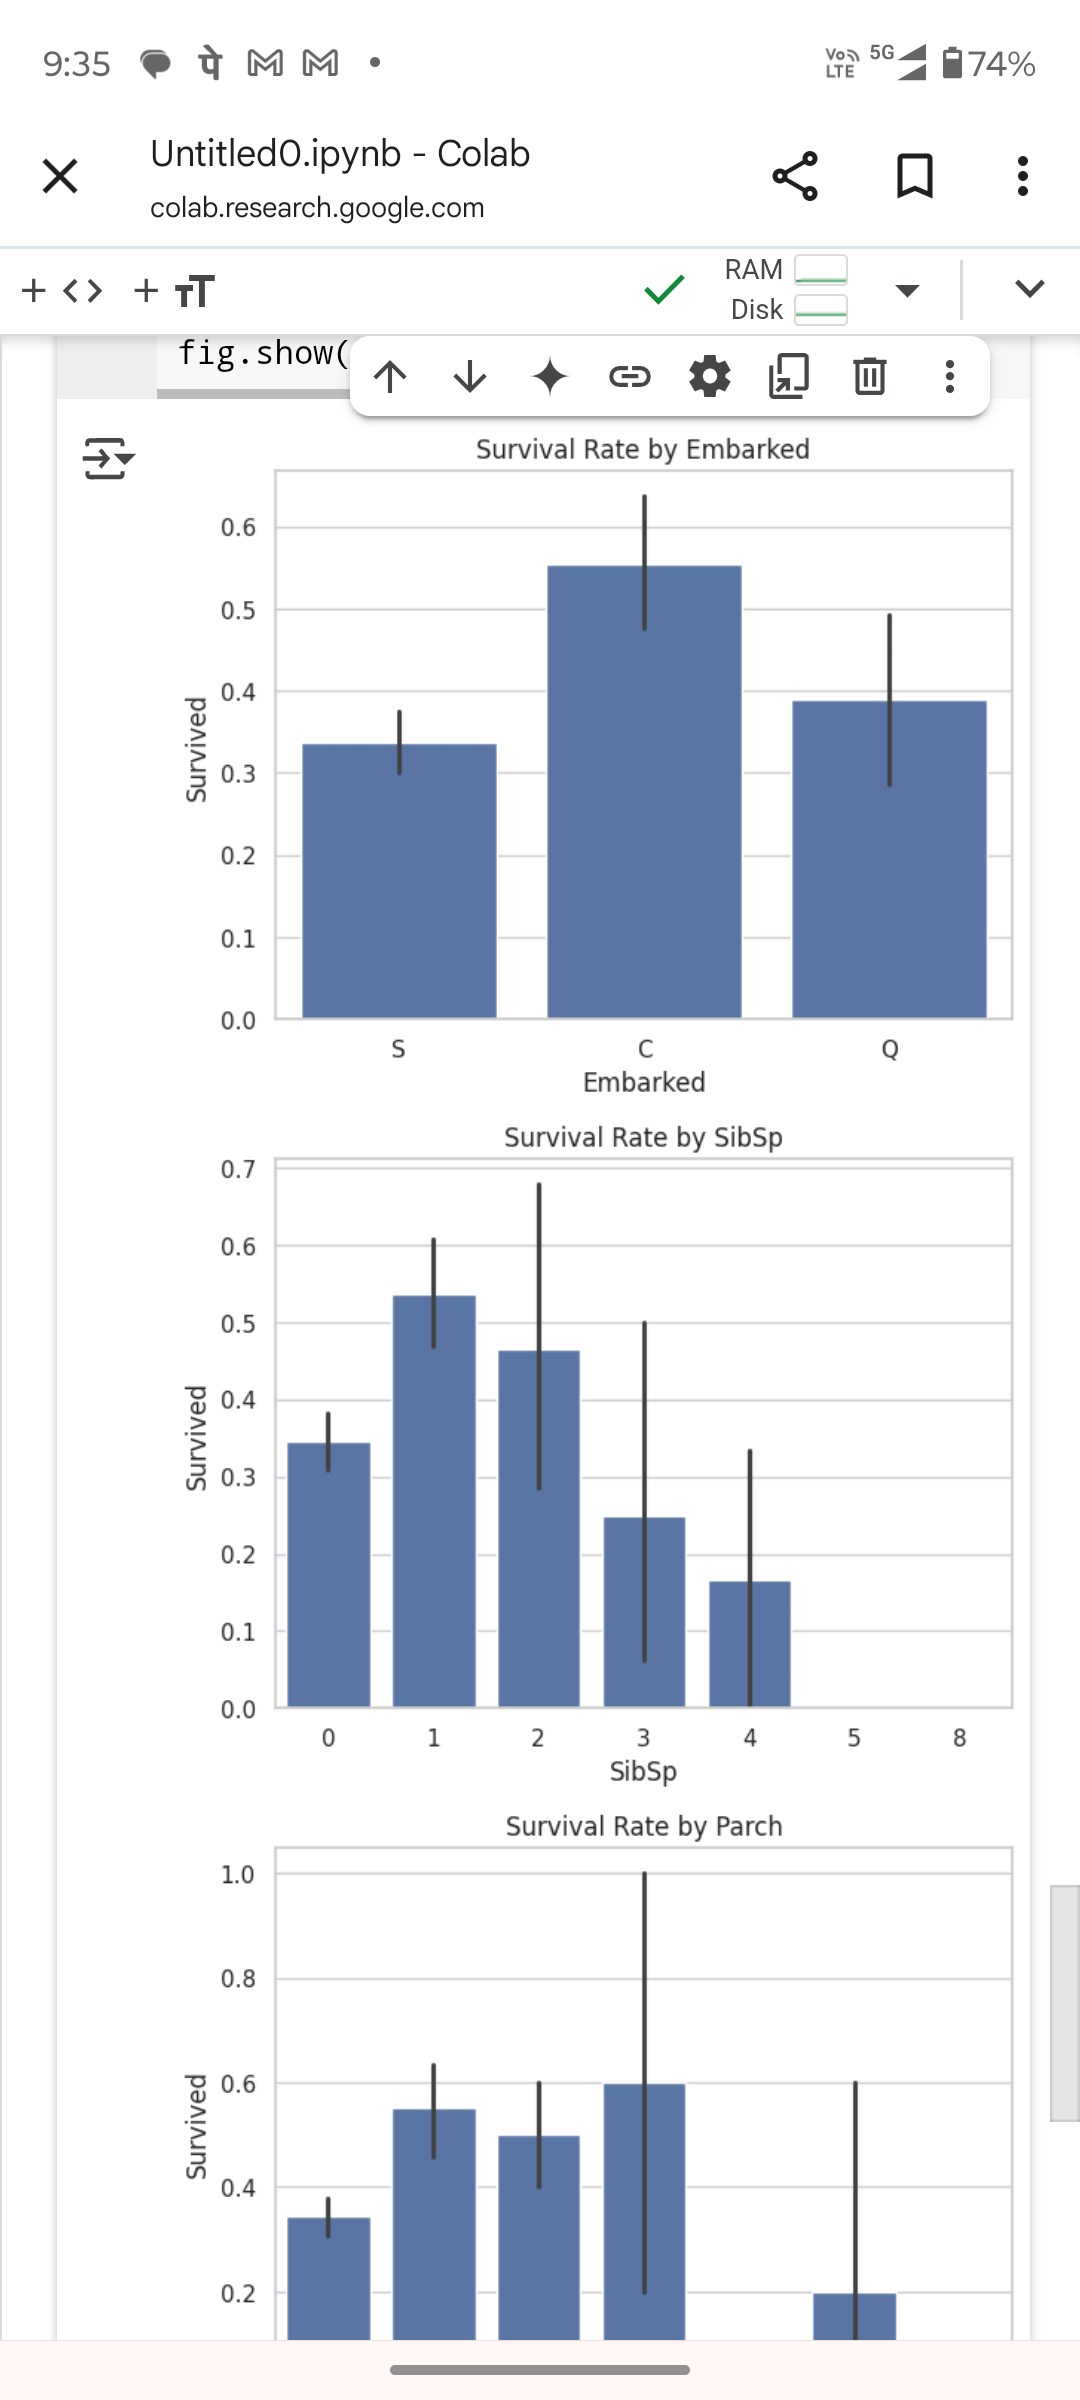 9:35 पे 5G 74%
Vo LTE
Untitled0.ipynb - Colab
colab.research.google.com
RAM
Disk
fig.show(
Survival Rate by Embarked
0.6
0.5
0.4
0.3
0.2
0.1
0.0
Survived
S C Q
Embarked
Survival Rate by SibSp
0.7
0.6
0.5
0.4
0.3
0.2
0.1
0.0
Survived
0 1 2 3 4 5 8
SibSp
Survival Rate by Parch
1.0
0.8
0.6
0.4
0.2
Survived